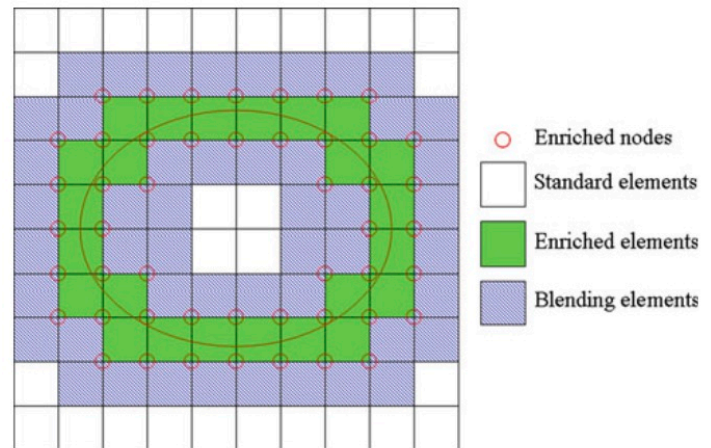 Enriched nodes
Standard elements
Enriched elements
Blending elements